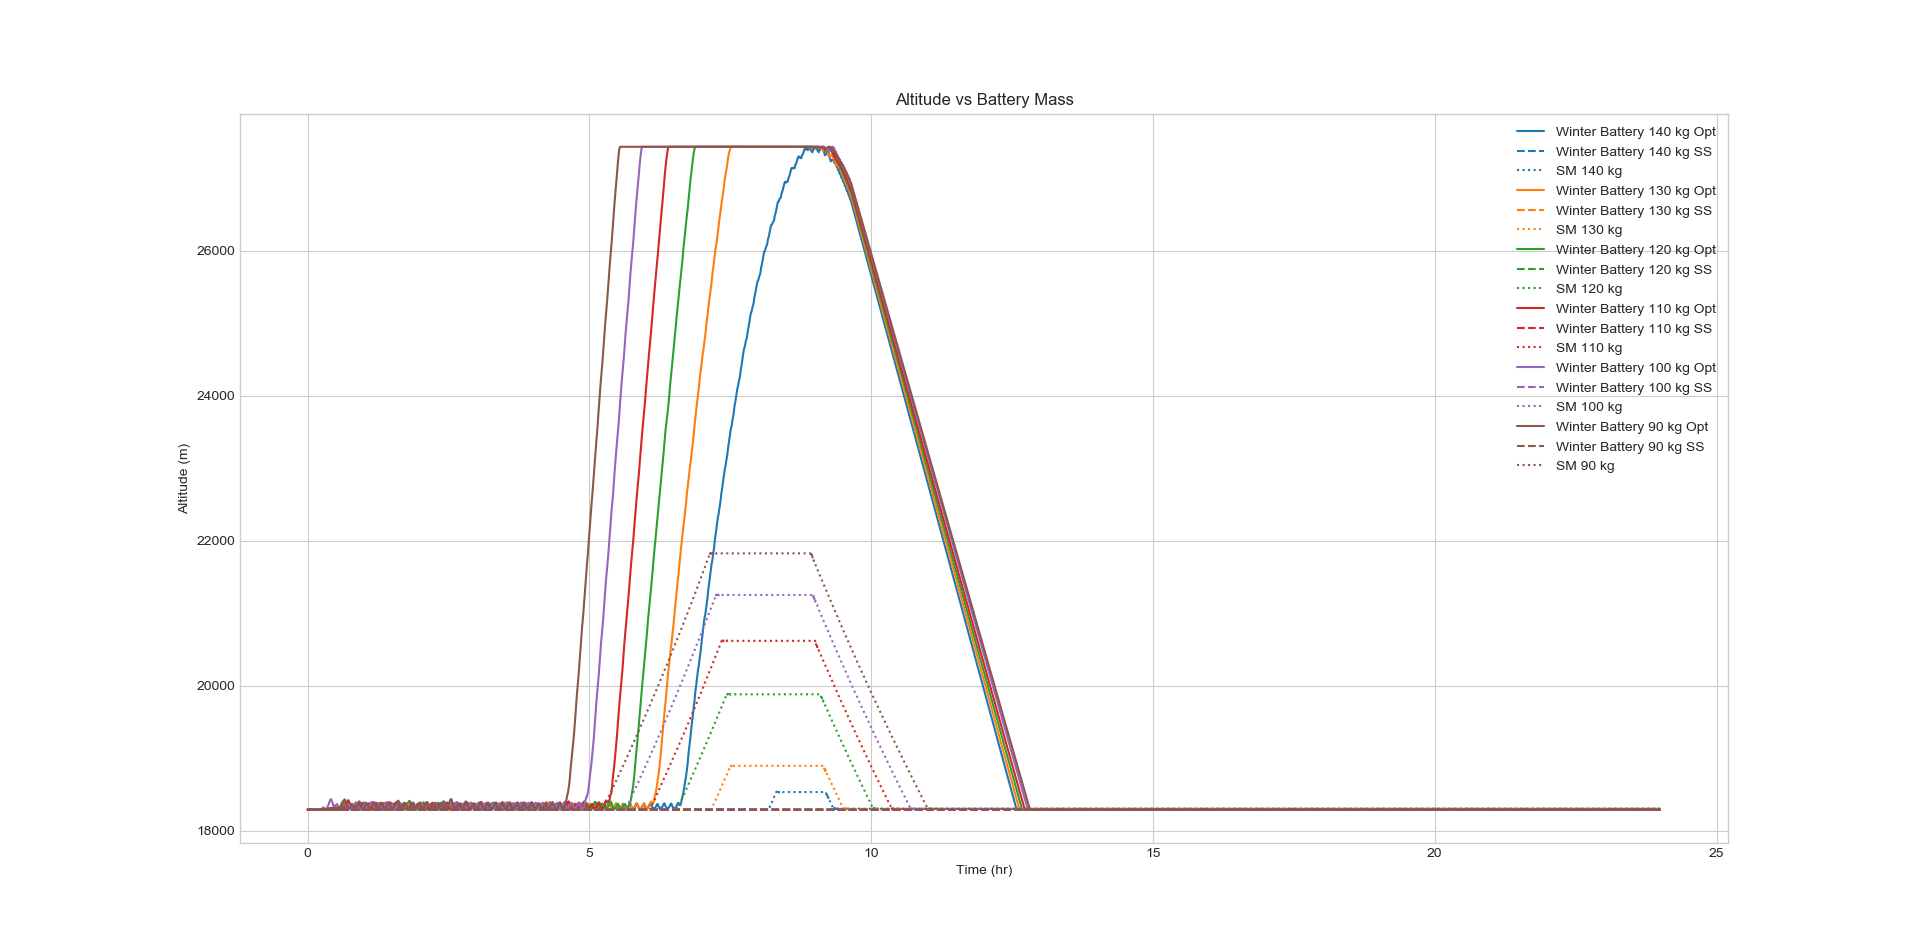 Altitude vs Battery Mass
Winter Battery 140 kg Opt
Winter Battery 140 kg SS
SM 140 kg
Winter Battery 130 kg Opt
Winter Battery 130 kg SS
SM 130 kg
Winter Battery 120 kg Opt
Winter Battery 120 kg SS
SM 120 kg
Winter Battery 110 kg Opt
Winter Battery 110 kg SS
SM 110 kg
Winter Battery 100 kg Opt
Winter Battery 100 kg SS
SM 100 kg
Winter Battery 90 kg Opt
Winter Battery 90 kg SS
SM 90 kg
26000
24000
22000
20000
18000
Altitude (m)
0 5 10 15 20 25
Time (hr)